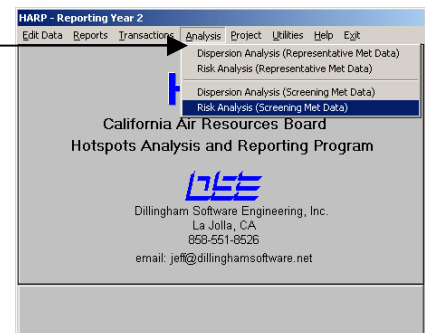 HARP - Reporting Year 2
Edit Data Reports Transactions Analysis Project Utilities Help Exit
Dispersion Analysis (Representative Met Data)
Risk Analysis (Representative Met Data)
Dispersion Analysis (Screening Met Data)
Risk Analysis (Screening Met Data)
California Air Resources Board
Hotspots Analysis and Reporting Program
DSE
Dillingham Software Engineering, Inc.
La Jolla, CA
858-551-8526
email: jeff@dillinghamsoftware.net